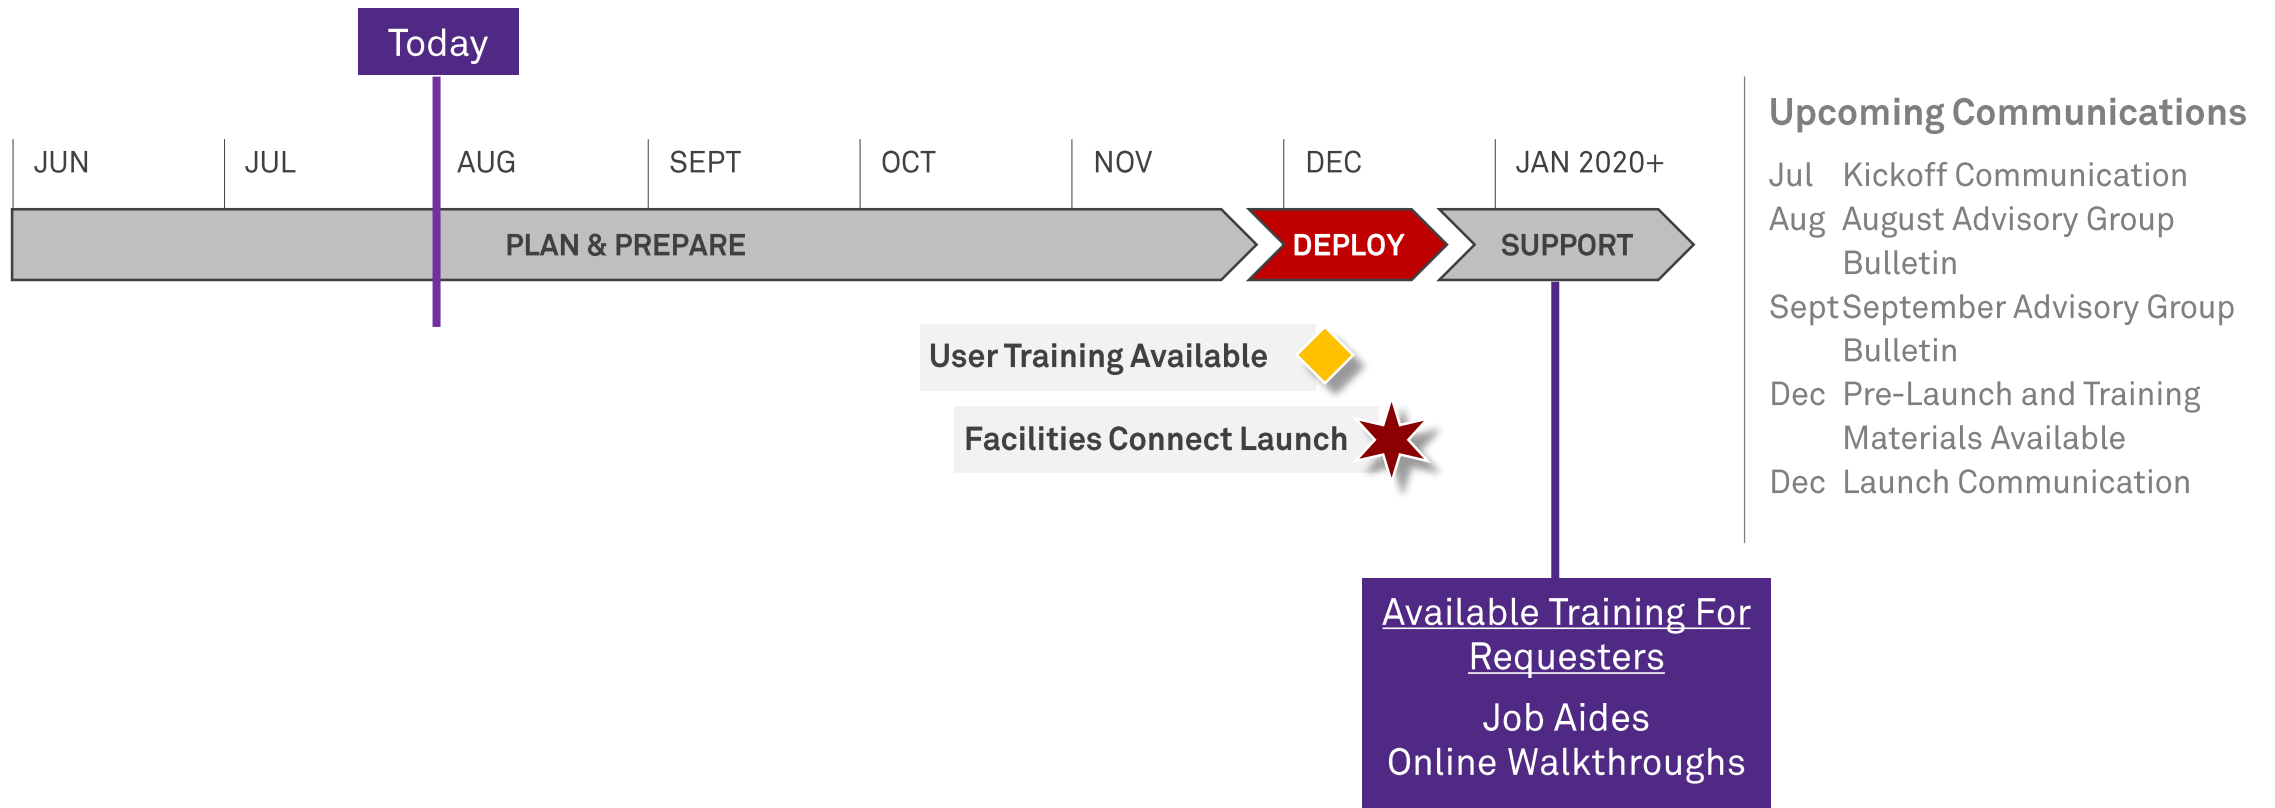 Today
JUN JUL AUG SEPT OCT NOV DEC JAN 2020+
PLAN & PREPARE DEPLOY SUPPORT
User Training Available
Facilities Connect Launch
Available Training For
Requesters
Job Aides
Online Walkthroughs
Upcoming Communications
Jul Kickoff Communication
Aug August Advisory Group
Bulletin
Sept September Advisory Group
Bulletin
Dec Pre-Launch and Training
Materials Available
Dec Launch Communication